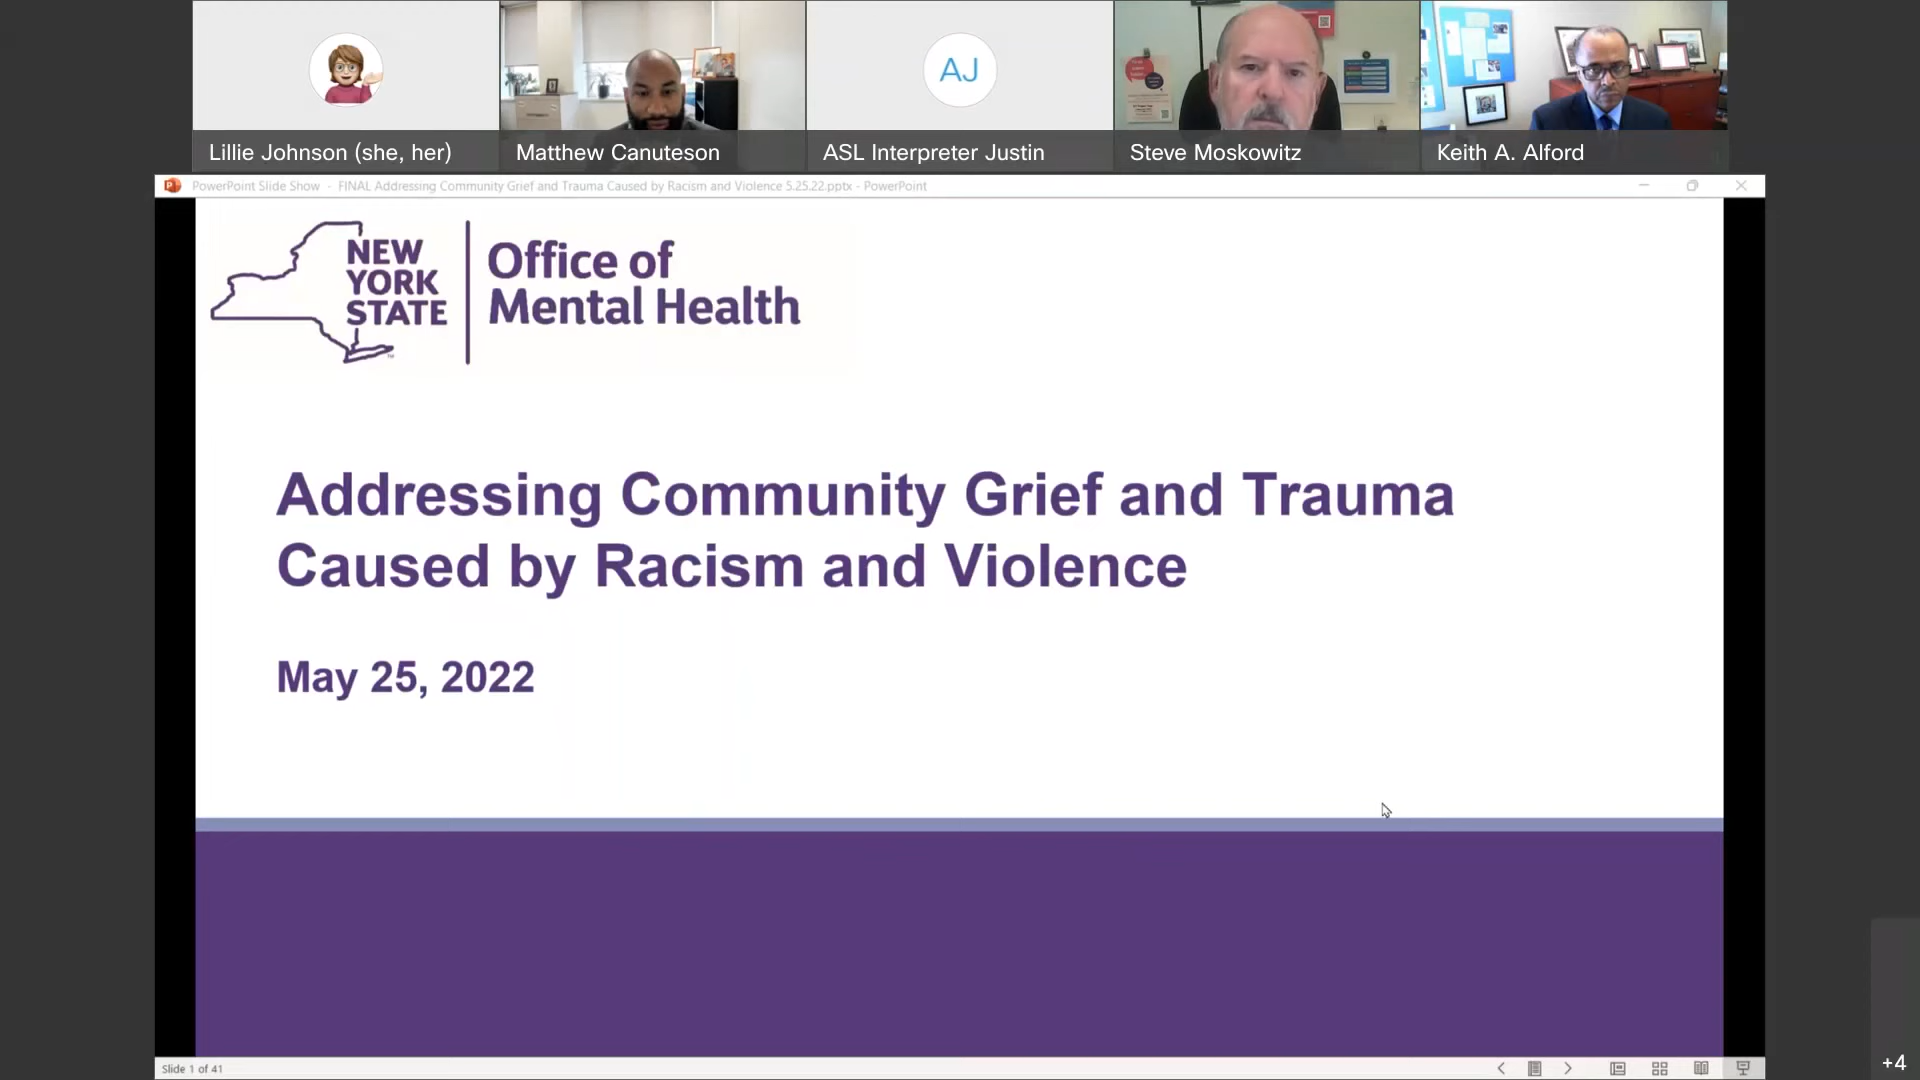 AJ
Lillie Johnson (she, her)
Matthew Canuteson
ASL Interpreter Justin
Steve Moskowitz
Keith A. Alford
PowerPoint Slide Show - FINAL Addressing Community Grief and Trauma Caused by Racism and Violence 5.25.22.pptx - PowerPoint
NEW
YORK
STATE
Office of
Mental Health
Addressing Community Grief and Trauma
Caused by Racism and Violence
May 25, 2022
Slide 1 of 41
+4